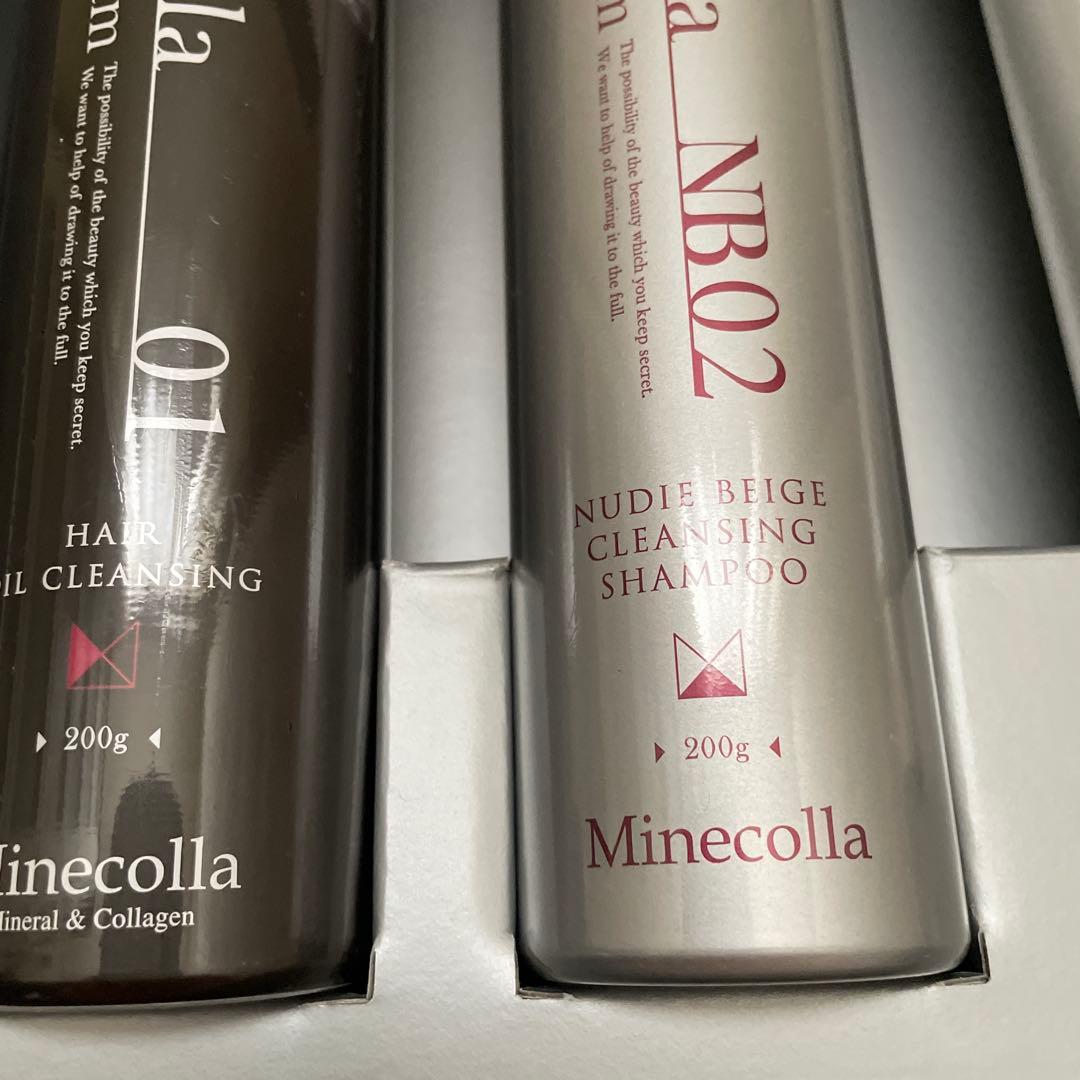 la
m
The possibility of the beauty which you keep secret.
We want to help of drawing it to the full.
01
HAIR
OIL CLEANSING
200g
Minecolla
Mineral & Collagen
a
m
The possibility of the beauty which you keep secret.
We want to help of drawing it to the full.
NB02
NUDIE BEIGE
CLEANSING
SHAMPOO
200g
Minecolla